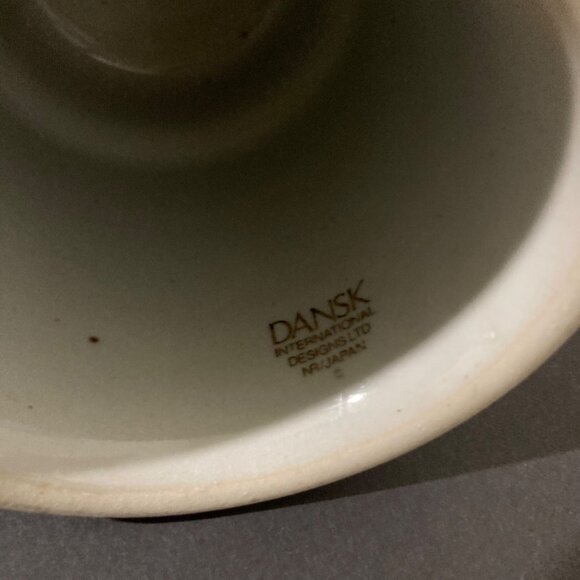 DANSK
INTERNATIONAL
DESIGNS LTD
NR/JAPAN